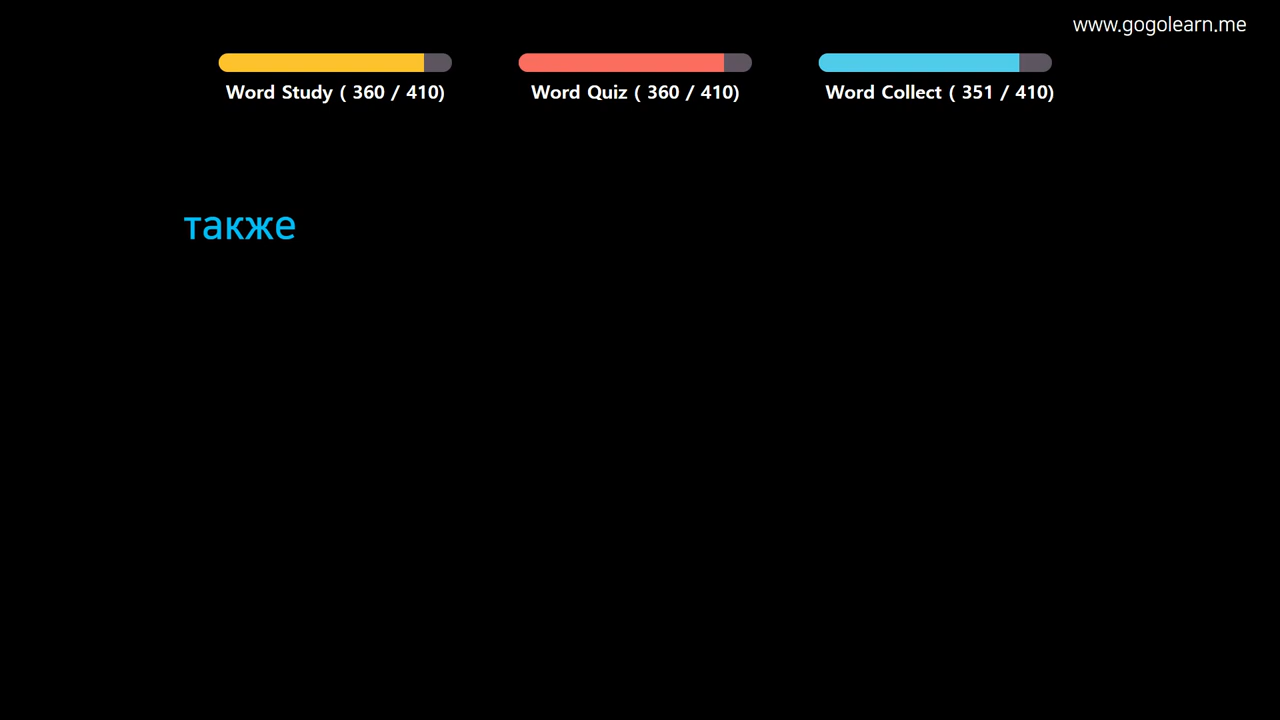 www.gogolearn.me
Word Study ( 360 / 410)
Word Quiz ( 360 / 410)
Word Collect ( 351 / 410)
также